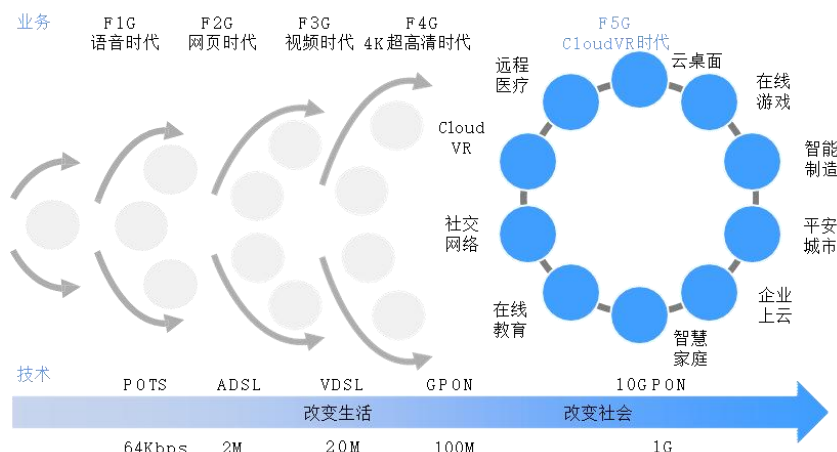 业务
F1G
语音时代
F2G
网页时代
F3G
视频时代
F4G
4K超高清时代
F5G
CloudVR时代
云桌面
在线
游戏
智能
制造
平安
城市
企业
上云
智慧
家庭
在线
教育
社交
网络
Cloud
VR
远程
医疗
技术
POTS
ADSL
VDSL
GPON
10GPON
改变生活
改变社会
64Kbps
2M
20M
100M
1G